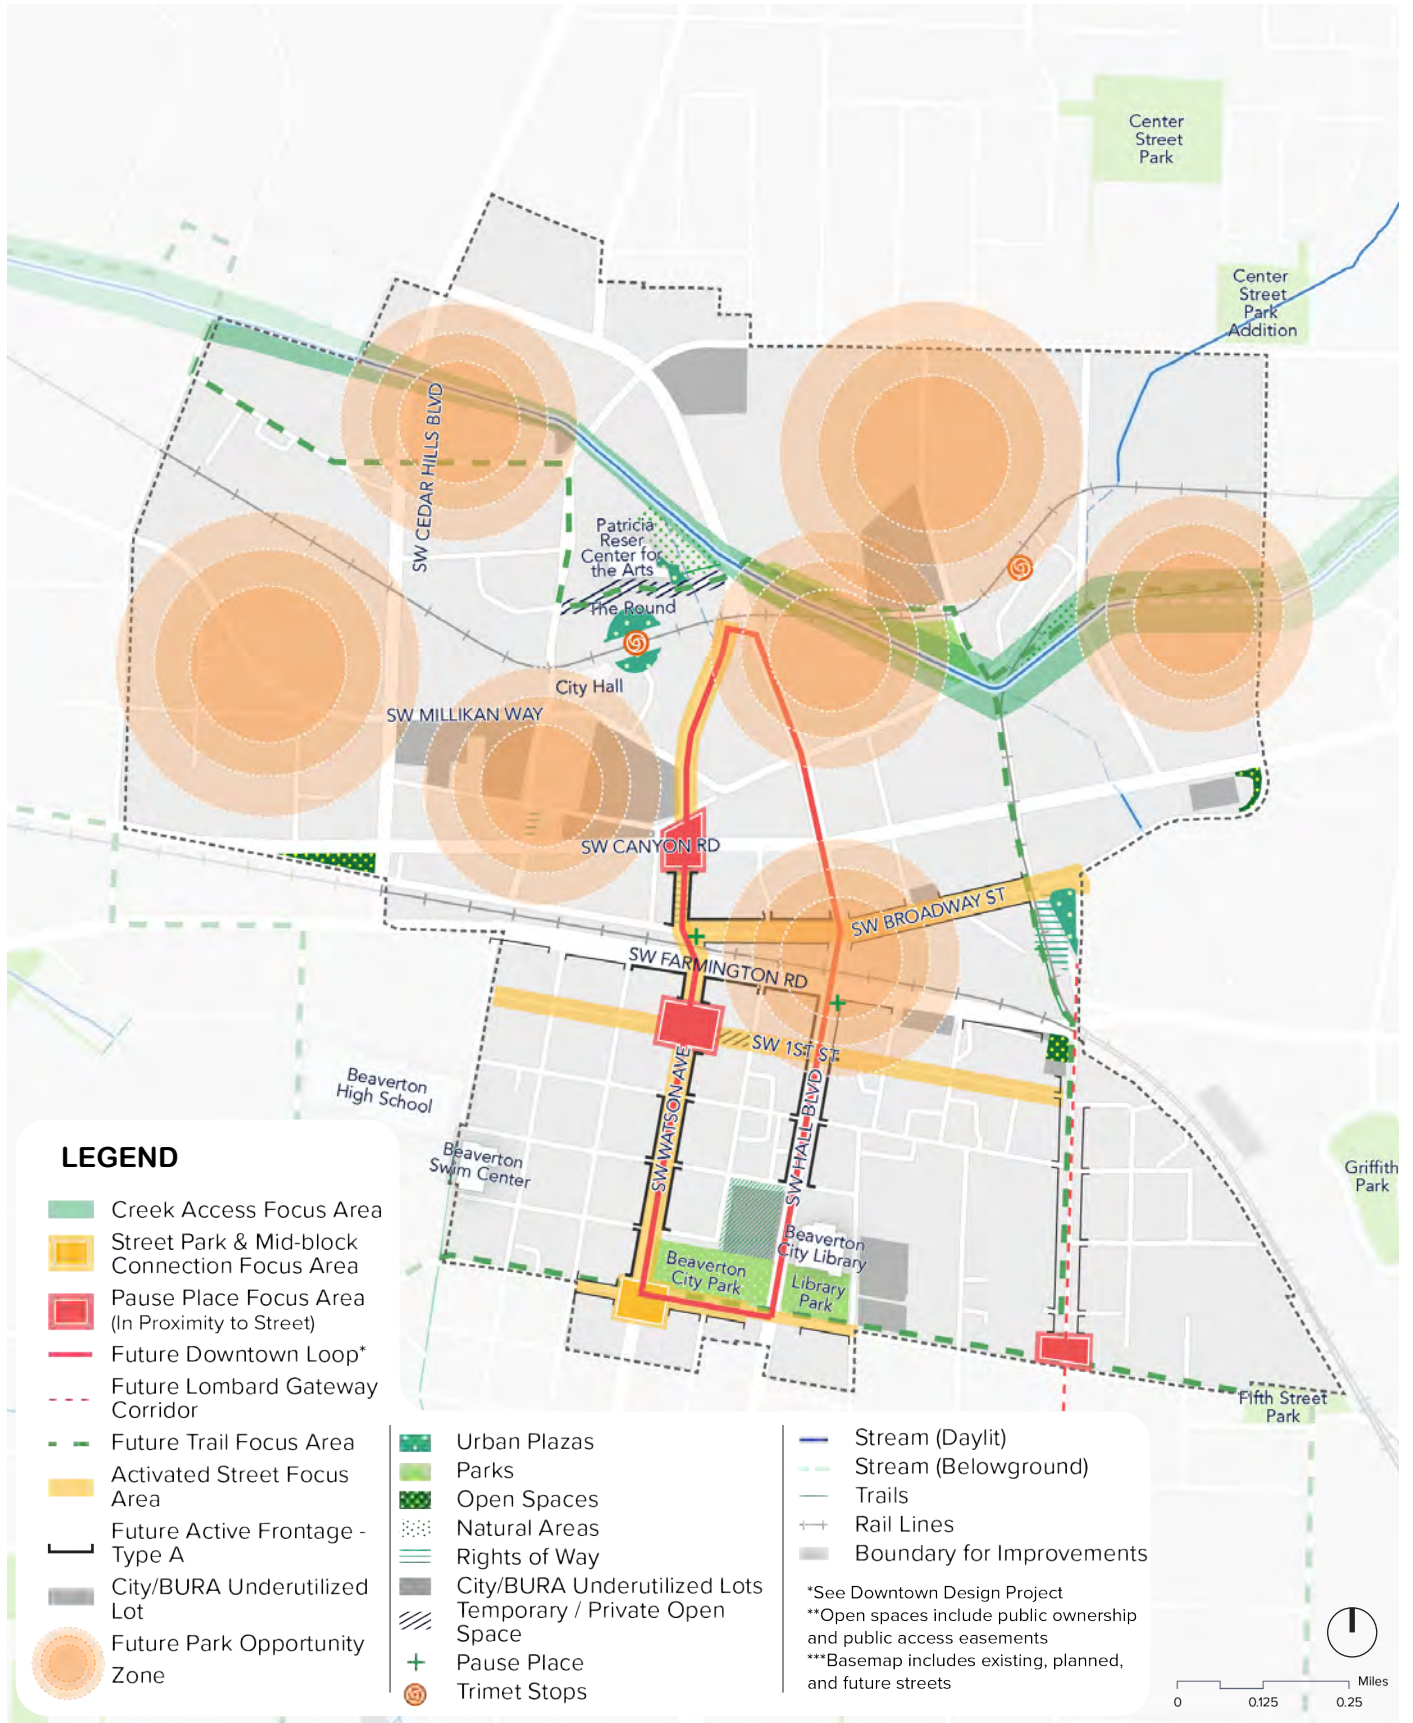 Center
Street
Park
Center
Street
Park
Addition
SW CEDAR HILLS BLVD
Patricia
Reser
Center for
the Arts
The Round
City Hall
SW MILLIKAN WAY
SW CANYON RD
SW BROADWAY ST
SW FARMINGTON RD
SW 1ST ST
SW WATSON AVE
SW HALL BLVD
Beaverton
High School
Beaverton
Swim Center
Beaverton
City Library
Beaverton
City Park
Library
Park
Griffith
Park
Fifth Street
Park
LEGEND
Creek Access Focus Area
Street Park & Mid-block
Connection Focus Area
Pause Place Focus Area
(In Proximity to Street)
Future Downtown Loop*
Future Lombard Gateway
Corridor
Future Trail Focus Area
Activated Street Focus
Area
Future Active Frontage -
Type A
City/BURA Underutilized
Lot
Future Park Opportunity
Zone
Urban Plazas
Parks
Open Spaces
Natural Areas
Rights of Way
City/BURA Underutilized Lots
Temporary / Private Open
Space
Pause Place
Trimet Stops
Stream (Daylit)
Stream (Belowground)
Trails
Rail Lines
Boundary for Improvements
*See Downtown Design Project
**Open spaces include public ownership
and public access easements
***Basemap includes existing, planned,
and future streets
Miles
0 0.125 0.25